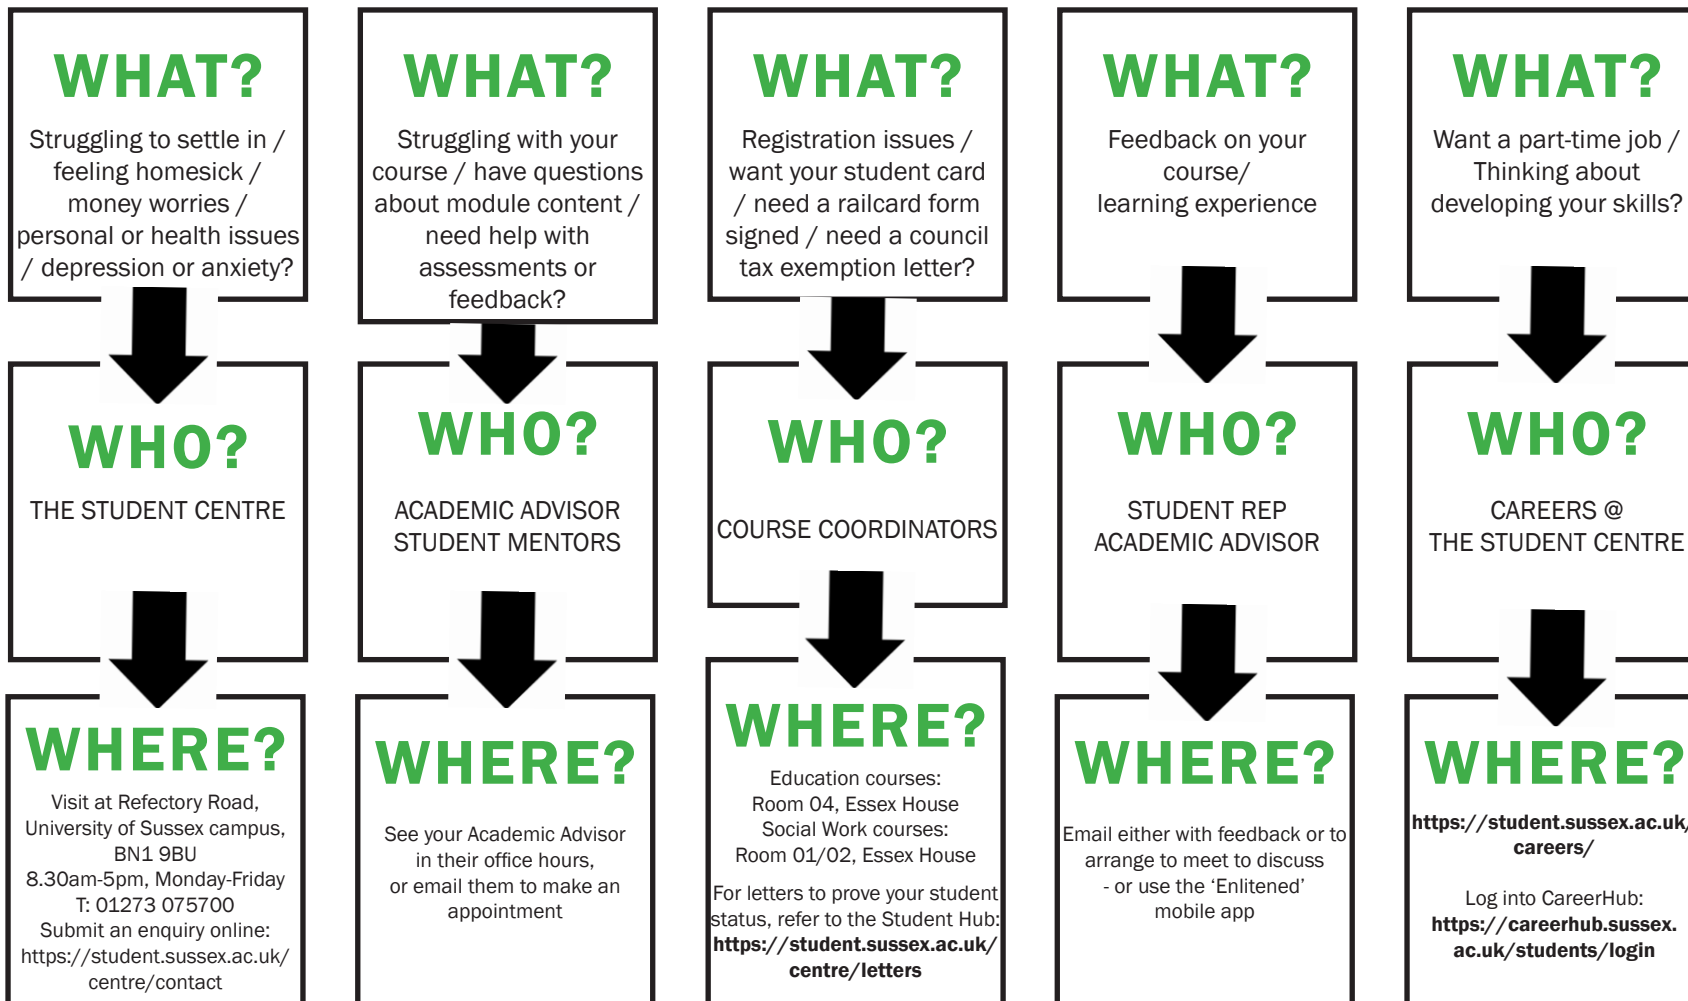 WHAT?
Struggling to settle in /
feeling homesick /
money worries /
personal or health issues
/ depression or anxiety?
WHO?
THE STUDENT CENTRE
WHERE?
Visit at Refectory Road,
University of Sussex campus,
BN1 9BU
8.30am-5pm, Monday-Friday
T: 01273 075700
Submit an enquiry online:
https://student.sussex.ac.uk/
centre/contact
WHAT?
Struggling with your
course / have questions
about module content /
need help with
assessments or
feedback?
WHO?
ACADEMIC ADVISOR
STUDENT MENTORS
WHERE?
See your Academic Advisor
in their office hours,
or email them to make an
appointment
WHAT?
Registration issues /
want your student card
/ need a railcard form
signed / need a council
tax exemption letter?
WHO?
COURSE COORDINATORS
WHERE?
Education courses:
Room 04, Essex House
Social Work courses:
Room 01/02, Essex House
For letters to prove your student
status, refer to the Student Hub:
https://student.sussex.ac.uk/
centre/letters
WHAT?
Feedback on your
course/
learning experience
WHO?
STUDENT REP
ACADEMIC ADVISOR
WHERE?
Email either with feedback or to
arrange to meet to discuss
- or use the ‘Enlitened’
mobile app
WHAT?
Want a part-time job /
Thinking about
developing your skills?
WHO?
CAREERS @
THE STUDENT CENTRE
WHERE?
https://student.sussex.ac.uk/
careers/
Log into CareerHub:
https://careerhub.sussex.
ac.uk/students/login